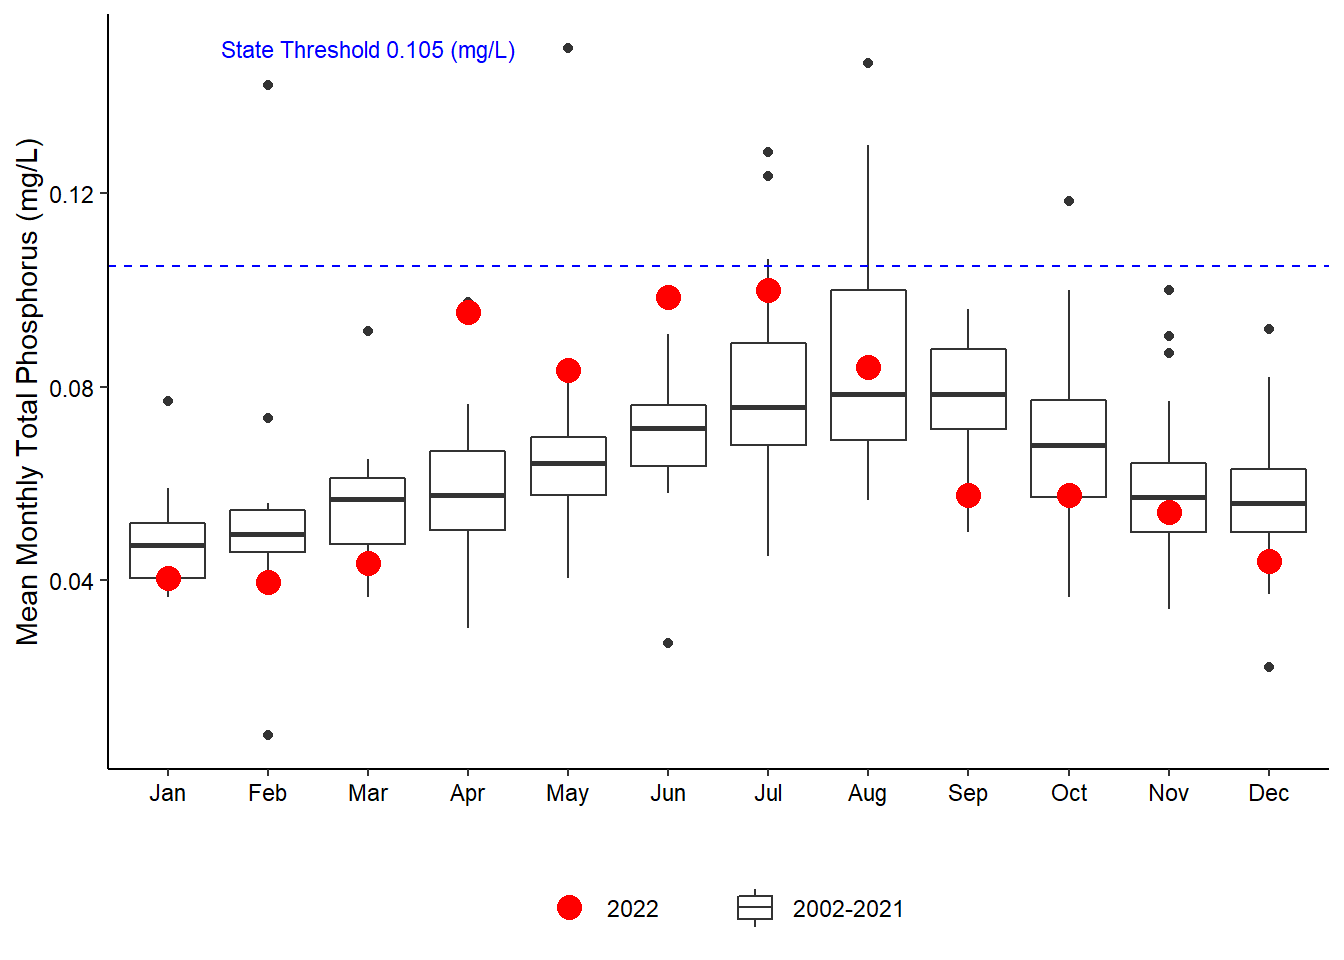 State Threshold 0.105 (mg/L)
Mean Monthly Total Phosphorus (mg/L)
0.12
0.08
0.04
Jan Feb Mar Apr May Jun Jul Aug Sep Oct Nov Dec
2022 2002-2021